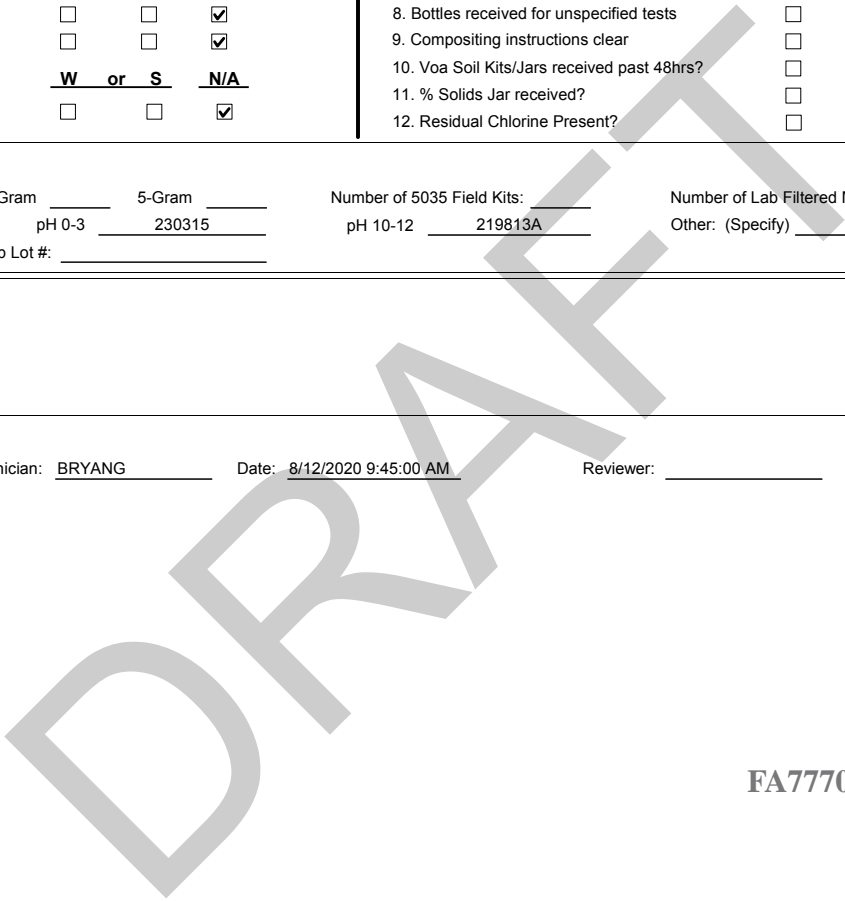 8. Bottles received for unspecified tests
9. Compositing instructions clear
W or S N/A
10. Voa Soil Kits/Jars received past 48hrs?
11. % Solids Jar received?
12. Residual Chlorine Present?
Gram 5-Gram Number of 5035 Field Kits: Number of Lab Filtered
pH 0-3 230315 pH 10-12 219813A Other: (Specify)
Lot #:
BRYANG Date: 8/12/2020 9:45:00 AM Reviewer:
DRAFT
FA7770